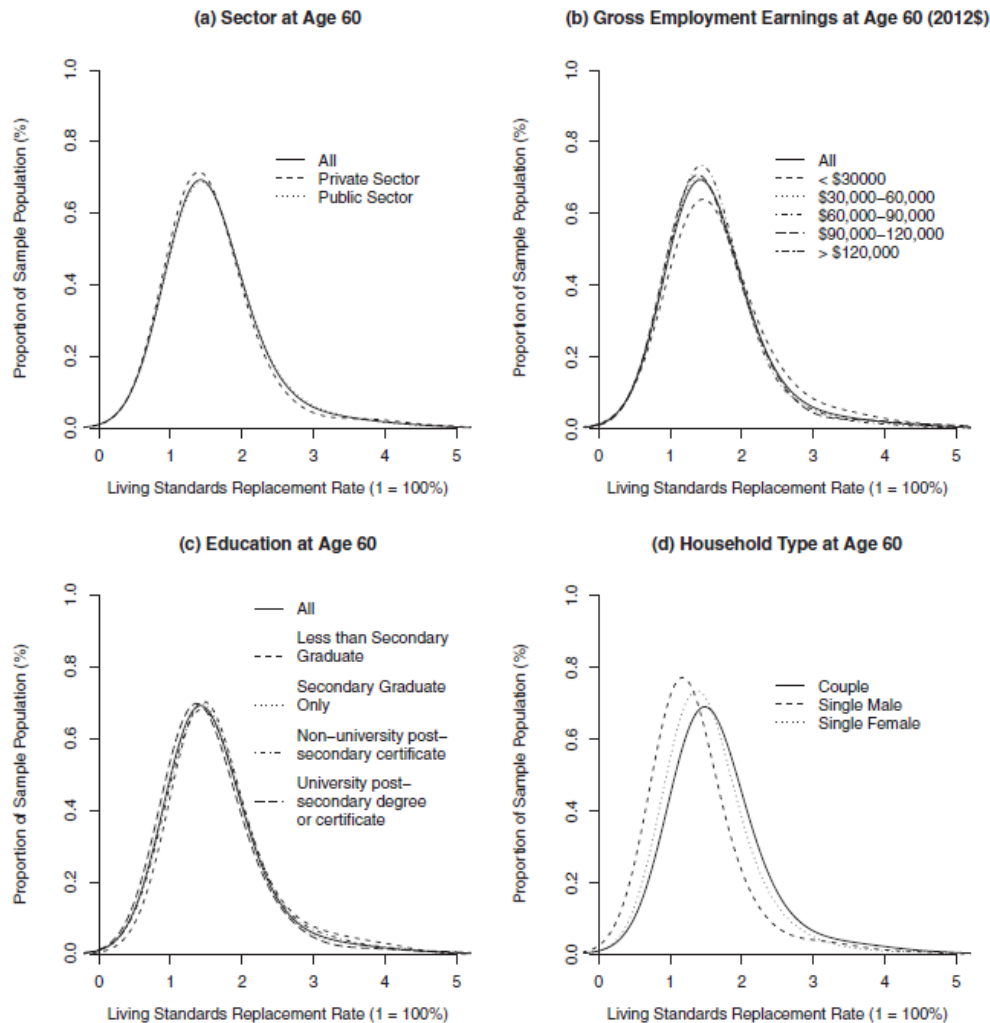 (a) Sector at Age 60
Proportion of Sample Population (%)
1.0
0.8
0.6
0.4
0.2
0.0
All
Private Sector
Public Sector
0 1 2 3 4 5
Living Standards Replacement Rate (1 = 100%)
(b) Gross Employment Earnings at Age 60 (2012$)
Proportion of Sample Population (%)
1.0
0.8
0.6
0.4
0.2
0.0
All
< $30000
$30,000–60,000
$60,000–90,000
$90,000–120,000
> $120,000
0 1 2 3 4 5
Living Standards Replacement Rate (1 = 100%)
(c) Education at Age 60
Proportion of Sample Population (%)
1.0
0.8
0.6
0.4
0.2
0.0
All
Less than Secondary
Graduate
Secondary Graduate
Only
Non–university post–
secondary certificate
University post–
secondary degree
or certificate
0 1 2 3 4 5
Living Standards Replacement Rate (1 = 100%)
(d) Household Type at Age 60
Proportion of Sample Population (%)
1.0
0.8
0.6
0.4
0.2
0.0
Couple
Single Male
Single Female
0 1 2 3 4 5
Living Standards Replacement Rate (1 = 100%)